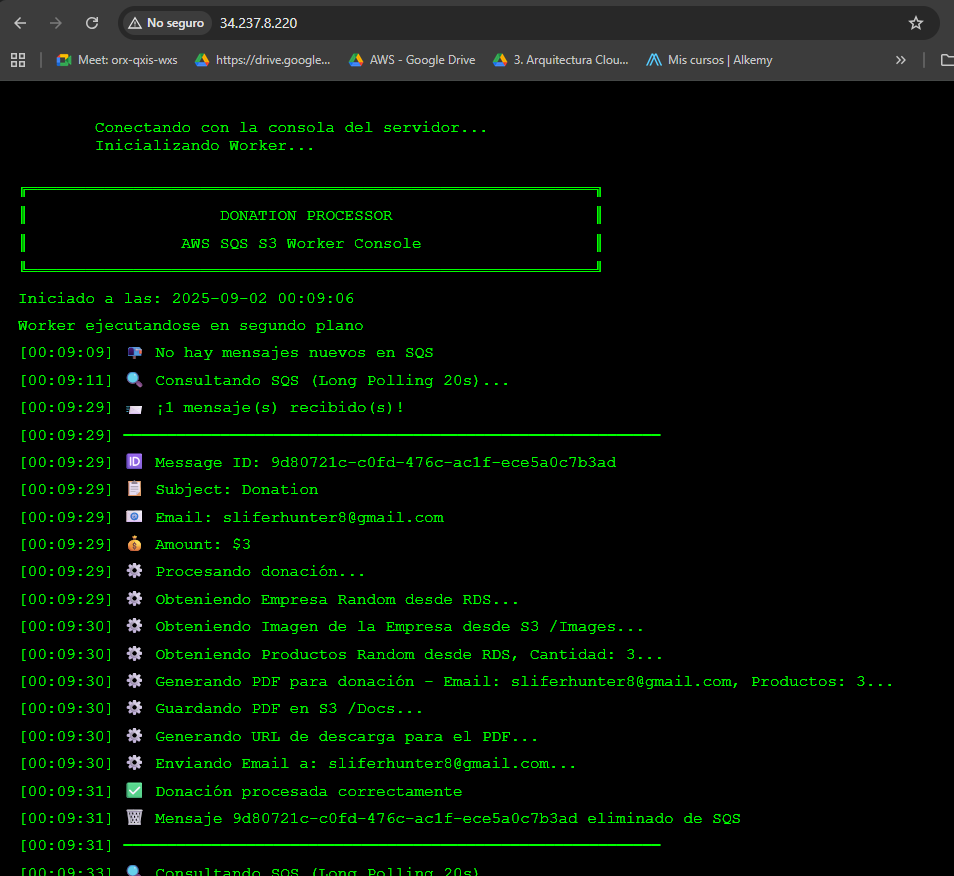 No seguro 34.237.8.220
Meet: orx-qxis-wxs https://drive.google... AWS - Google Drive 3. Arquitectura Clou... Mis cursos | Alkemy »
Conectando con la consola del servidor...
Inicializando Worker...
DONATION PROCESSOR
AWS SQS S3 Worker Console
Iniciado a las: 2025-09-02 00:09:06
Worker ejecutandose en segundo plano
[00:09:09] No hay mensajes nuevos en SQS
[00:09:11] Consultando SQS (Long Polling 20s)...
[00:09:29] ¡1 mensaje(s) recibido(s)!
[00:09:29]
[00:09:29] ID Message ID: 9d80721c-c0fd-476c-ac1f-ece5a0c7b3ad
[00:09:29] Subject: Donation
[00:09:29] Email: sliferhunter8@gmail.com
[00:09:29] Amount: $3
[00:09:29] Procesando donación...
[00:09:29] Obteniendo Empresa Random desde RDS...
[00:09:30] Obteniendo Imagen de la Empresa desde S3 /Images...
[00:09:30] Obteniendo Productos Random desde RDS, Cantidad: 3...
[00:09:30] Generando PDF para donación - Email: sliferhunter8@gmail.com, Productos: 3...
[00:09:30] Guardando PDF en S3 /Docs...
[00:09:30] Generando URL de descarga para el PDF...
[00:09:30] Enviando Email a: sliferhunter8@gmail.com...
[00:09:31] Donación procesada correctamente
[00:09:31] Mensaje 9d80721c-c0fd-476c-ac1f-ece5a0c7b3ad eliminado de SQS
[00:09:31]
[00:09:33] Consultando SQS (Long Polling 20s)...